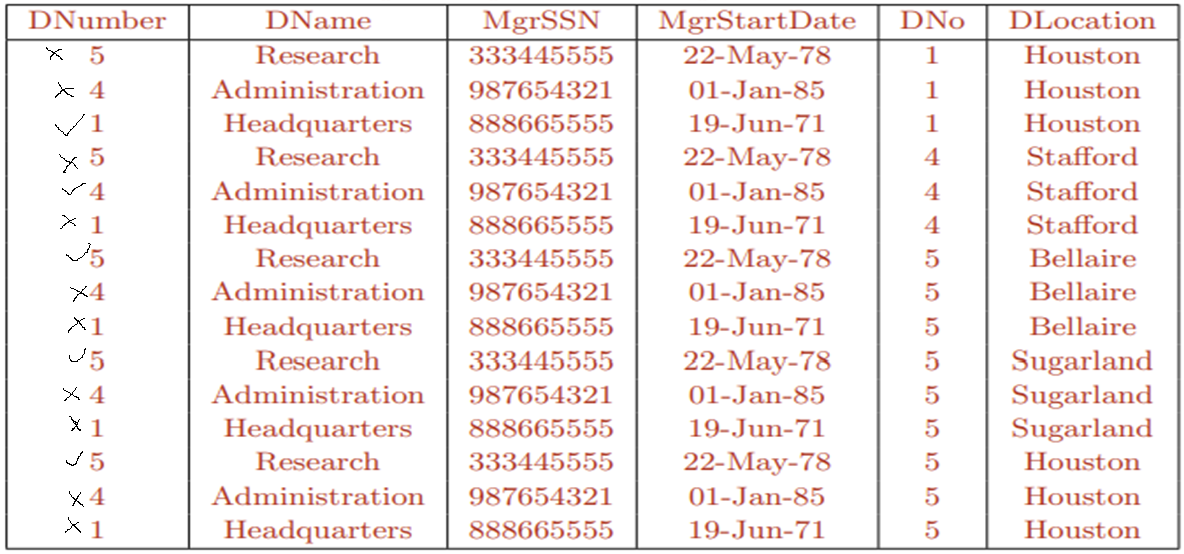 DNumber DName MgrSSN MgrStartDate DNo DLocation
× 5 Research 333445555 22-May-78 1 Houston
× 4 Administration 987654321 01-Jan-85 1 Houston
✓ 1 Headquarters 888665555 19-Jun-71 1 Houston
× 5 Research 333445555 22-May-78 4 Stafford
✓ 4 Administration 987654321 01-Jan-85 4 Stafford
× 1 Headquarters 888665555 19-Jun-71 4 Stafford
✓ 5 Research 333445555 22-May-78 5 Bellaire
× 4 Administration 987654321 01-Jan-85 5 Bellaire
× 1 Headquarters 888665555 19-Jun-71 5 Bellaire
✓ 5 Research 333445555 22-May-78 5 Sugarland
× 4 Administration 987654321 01-Jan-85 5 Sugarland
× 1 Headquarters 888665555 19-Jun-71 5 Sugarland
✓ 5 Research 333445555 22-May-78 5 Houston
× 4 Administration 987654321 01-Jan-85 5 Houston
× 1 Headquarters 888665555 19-Jun-71 5 Houston